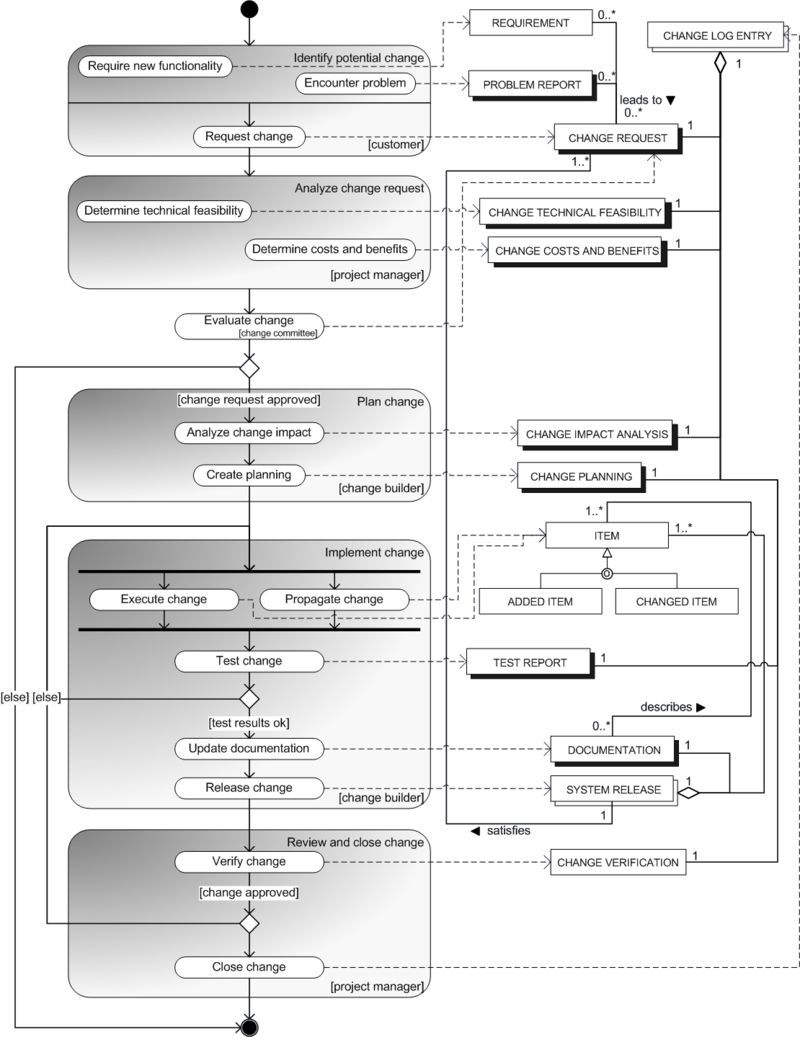 REQUIREMENT
0..*
CHANGE LOG ENTRY
1
Identify potential change
Require new functionality
Encounter problem
PROBLEM REPORT
0..*
leads to ▼
0..*
Request change
CHANGE REQUEST
1
[customer]
1..*
Analyze change request
Determine technical feasibility
CHANGE TECHNICAL FEASIBILITY
1
Determine costs and benefits
CHANGE COSTS AND BENEFITS
1
[project manager]
Evaluate change
[change committee]
[change request approved]
Plan change
Analyze change impact
CHANGE IMPACT ANALYSIS
1
Create planning
CHANGE PLANNING
1
[change builder]
1..*
ITEM
1..*
Implement change
Execute change
Propagate change
ADDED ITEM
CHANGED ITEM
Test change
TEST REPORT
1
[else]
[else]
[test results ok]
describes ►
0..*
Update documentation
DOCUMENTATION
1
Release change
SYSTEM RELEASE
1
[change builder]
1
◄ satisfies
Review and close change
Verify change
CHANGE VERIFICATION
1
[change approved]
Close change
[project manager]